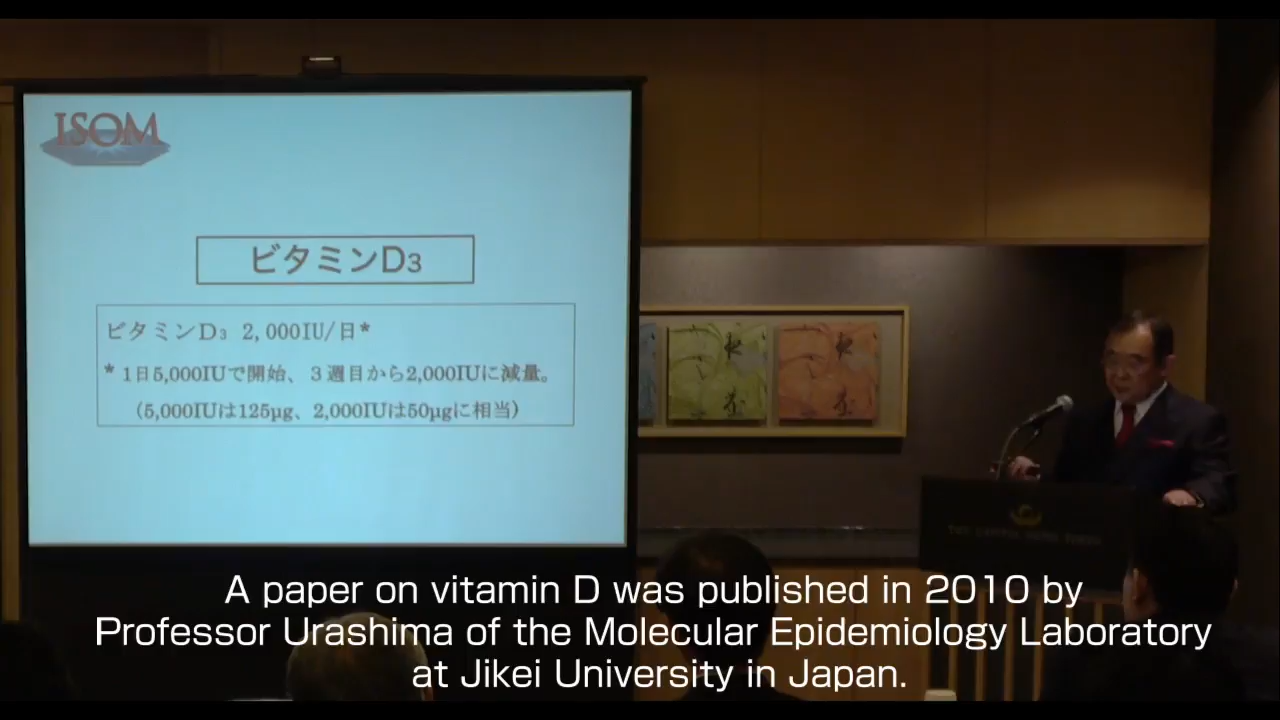 ISOM
ビタミンD3
ビタミンD3 2,000IU/日*
* 1日5,000IUで開始、3週目から2,000IUに減量。
(5,000IUは125μg、2,000IUは50μgに相当)
A paper on vitamin D was published in 2010 by
Professor Urashima of the Molecular Epidemiology Laboratory
at Jikei University in Japan.